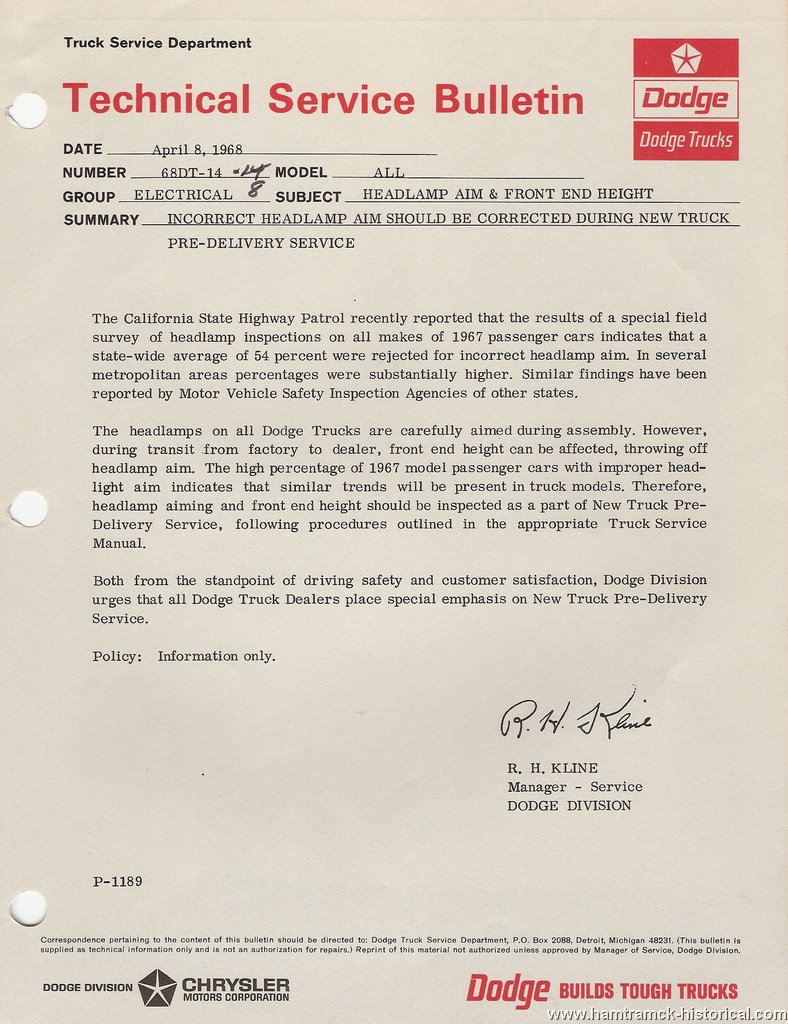 Truck Service Department
Technical Service Bulletin
Dodge
Dodge Trucks
DATE April 8, 1968
NUMBER 68DT-14 MODEL ALL
GROUP ELECTRICAL 8 SUBJECT HEADLAMP AIM & FRONT END HEIGHT
SUMMARY INCORRECT HEADLAMP AIM SHOULD BE CORRECTED DURING NEW TRUCK
PRE-DELIVERY SERVICE
The California State Highway Patrol recently reported that the results of a special field
survey of headlamp inspections on all makes of 1967 passenger cars indicates that a
state-wide average of 54 percent were rejected for incorrect headlamp aim. In several
metropolitan areas percentages were substantially higher. Similar findings have been
reported by Motor Vehicle Safety Inspection Agencies of other states.
The headlamps on all Dodge Trucks are carefully aimed during assembly. However,
during transit from factory to dealer, front end height can be affected, throwing off
headlamp aim. The high percentage of 1967 model passenger cars with improper head-
light aim indicates that similar trends will be present in truck models. Therefore,
headlamp aiming and front end height should be inspected as a part of New Truck Pre-
Delivery Service, following procedures outlined in the appropriate Truck Service
Manual.
Both from the standpoint of driving safety and customer satisfaction, Dodge Division
urges that all Dodge Truck Dealers place special emphasis on New Truck Pre-Delivery
Service.
Policy: Information only.
R. H. Kline
R. H. KLINE
Manager - Service
DODGE DIVISION
P-1189
Correspondence pertaining to the content of this bulletin should be directed to: Dodge Truck Service Department, P.O. Box 2088, Detroit, Michigan 48231. (This bulletin is
supplied as technical information only and is not an authorization for repairs.) Reprint of this material not authorized unless approved by Manager of Service, Dodge Division.
DODGE DIVISION CHRYSLER
MOTORS CORPORATION
Dodge BUILDS TOUGH TRUCKS
www.hamtramck-historical.com